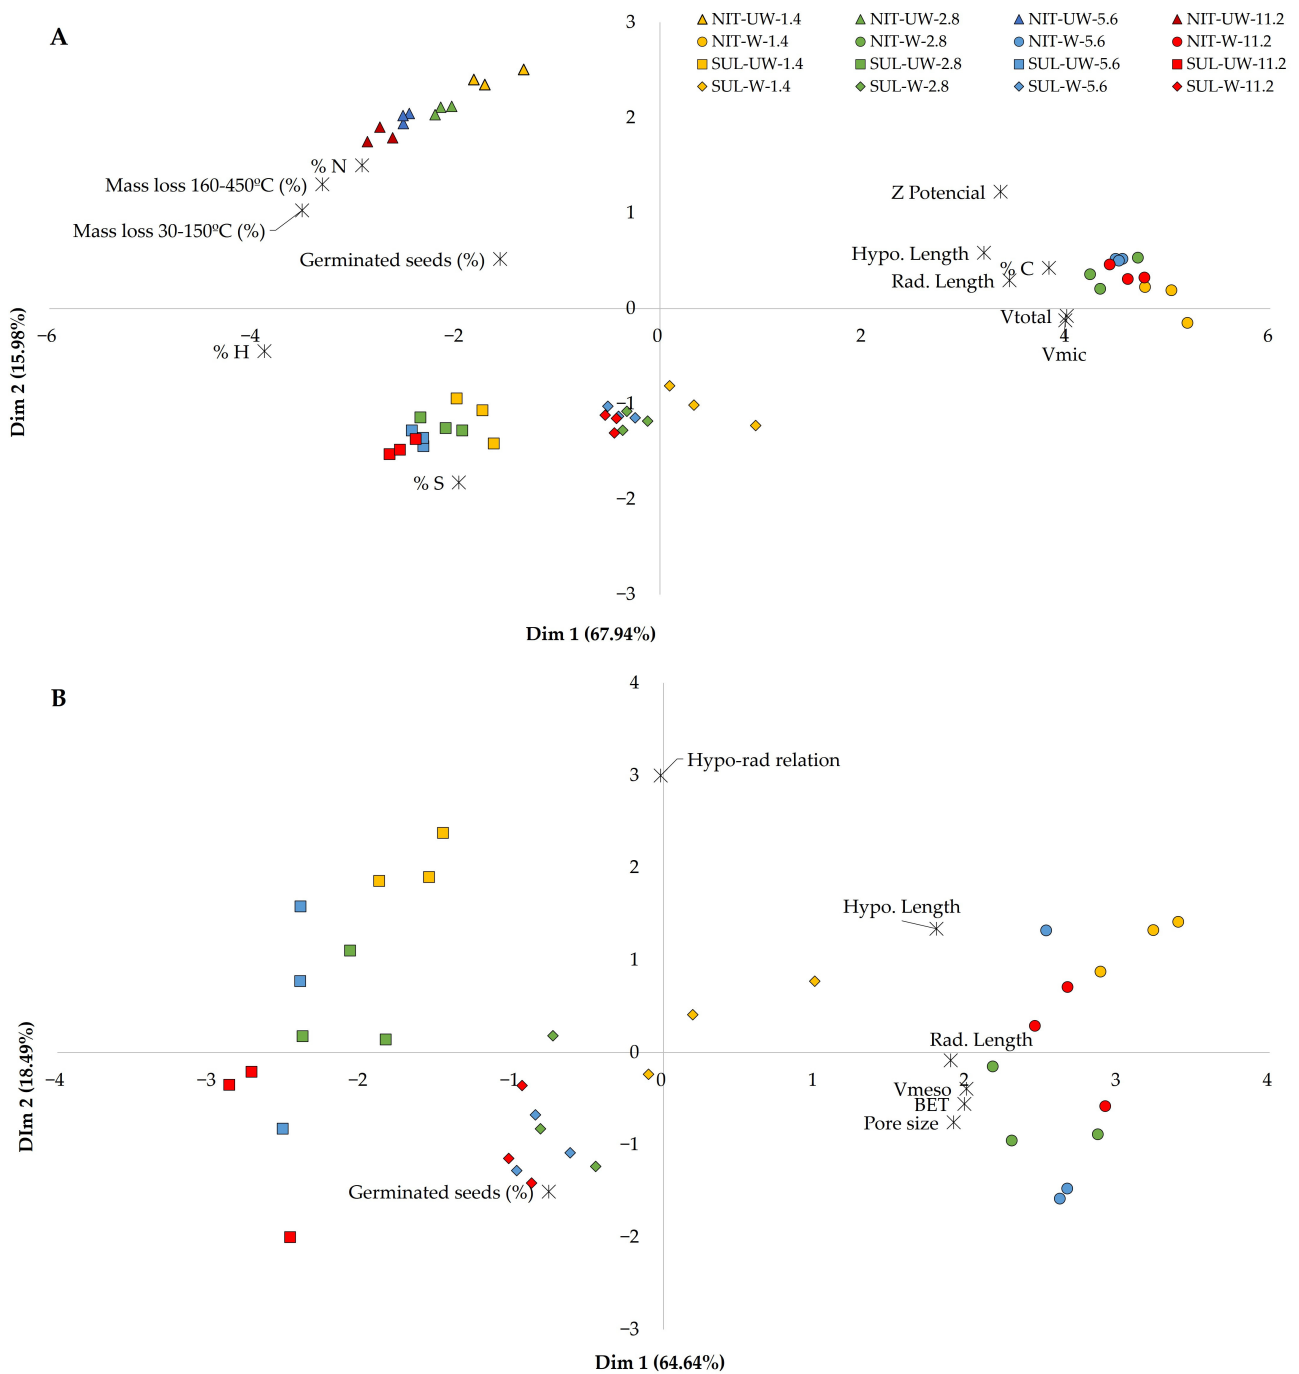 A
NIT-UW-1.4 NIT-UW-2.8 NIT-UW-5.6 NIT-UW-11.2
NIT-W-1.4 NIT-W-2.8 NIT-W-5.6 NIT-W-11.2
SUL-UW-1.4 SUL-UW-2.8 SUL-UW-5.6 SUL-UW-11.2
SUL-W-1.4 SUL-W-2.8 SUL-W-5.6 SUL-W-11.2
3
2
1
0
−1
−2
−3
% N
Mass loss 160-450ºC (%)
Mass loss 30-150ºC (%)
Germinated seeds (%)
Z Potencial
Hypo. Length
% C
Rad. Length
Vtotal
Vmic
−6 −4 −2 0 2 4 6
% H
% S
Dim 2 (15.98%)
Dim 1 (67.94%)
B
4
3
2
1
0
−1
−2
−3
Hypo-rad relation
Hypo. Length
Rad. Length
−4 −3 −2 −1 0 1 2 3 4
Vmeso
BET
Pore size
Germinated seeds (%)
DIm 2 (18.49%)
Dim 1 (64.64%)